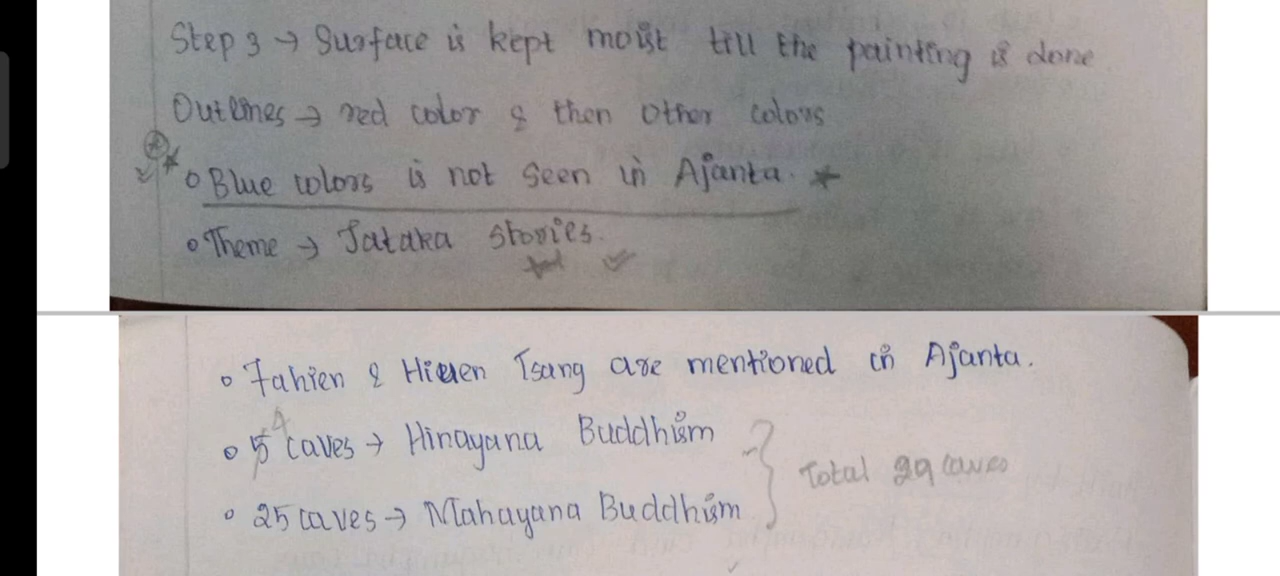 Step 3 → Surface is kept moist till the painting is done
Outlines → red color & then other colors
Blue colors is not seen in Ajanta.
Theme → Jataka stories.
Fahien & Hiuen Tsang are mentioned in Ajanta.
5 4 caves → Hinayana Buddhism
Total 29 caves
25 caves → Mahayana Buddhism